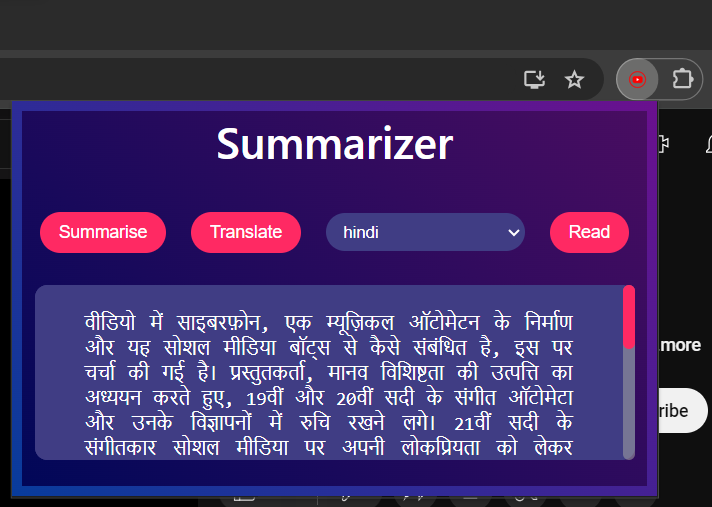 Summarizer
Summarise Translate hindi Read
वीडियो में साइबरफ़ोन, एक म्यूज़िकल ऑटोमेटन के निर्माण
और यह सोशल मीडिया बॉट्स से कैसे संबंधित है, इस पर
चर्चा की गई है। प्रस्तुतकर्ता, मानव विशिष्टता की उत्पत्ति का
अध्ययन करते हुए, 19वीं और 20वीं सदी के संगीत ऑटोमेटा
और उनके विज्ञापनों में रुचि रखने लगे। 21वीं सदी के
संगीतकार सोशल मीडिया पर अपनी लोकप्रियता को लेकर
.more
ribe